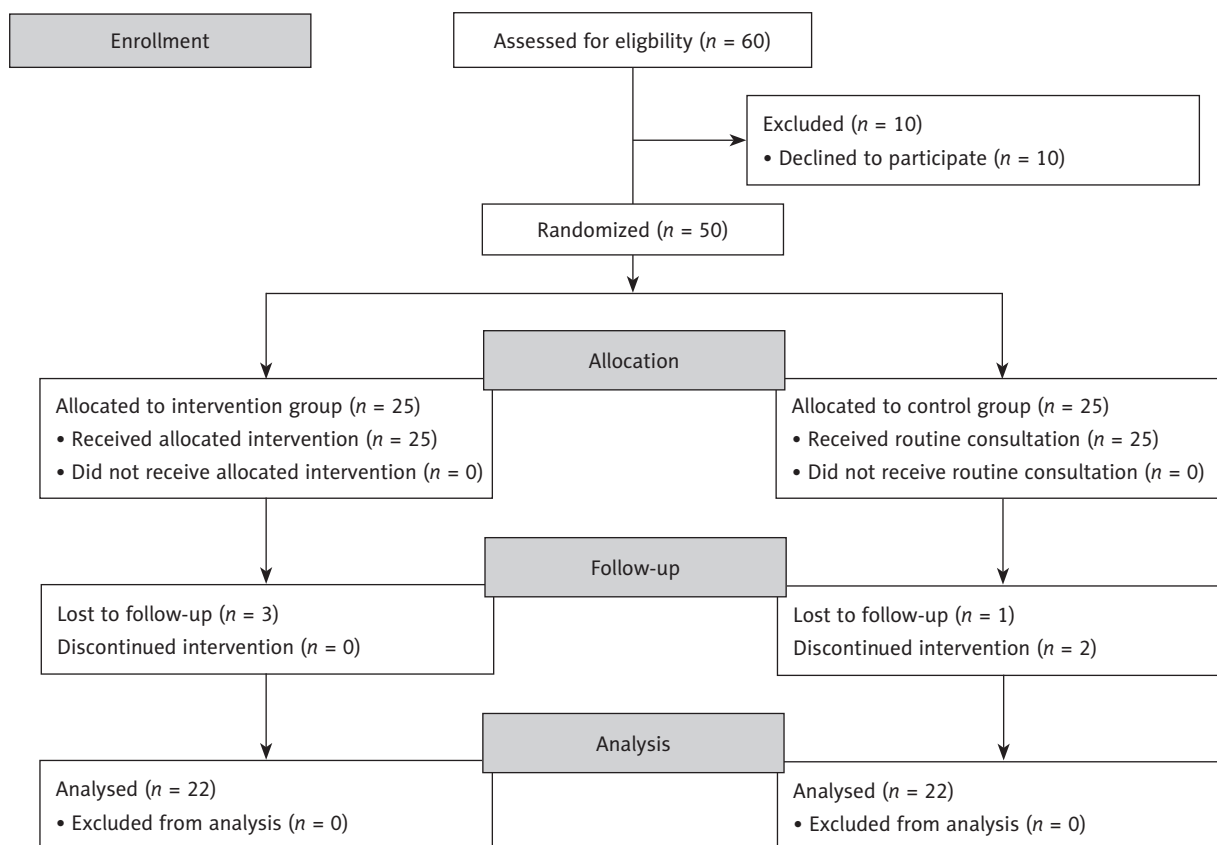 Enrollment
Assessed for eligbility (n = 60)
Excluded (n = 10)
• Declined to participate (n = 10)
Randomized (n = 50)
Allocation
Allocated to intervention group (n = 25)
• Received allocated intervention (n = 25)
• Did not receive allocated intervention (n = 0)
Allocated to control group (n = 25)
• Received routine consultation (n = 25)
• Did not receive routine consultation (n = 0)
Follow-up
Lost to follow-up (n = 3)
Discontinued intervention (n = 0)
Lost to follow-up (n = 1)
Discontinued intervention (n = 2)
Analysis
Analysed (n = 22)
• Excluded from analysis (n = 0)
Analysed (n = 22)
• Excluded from analysis (n = 0)